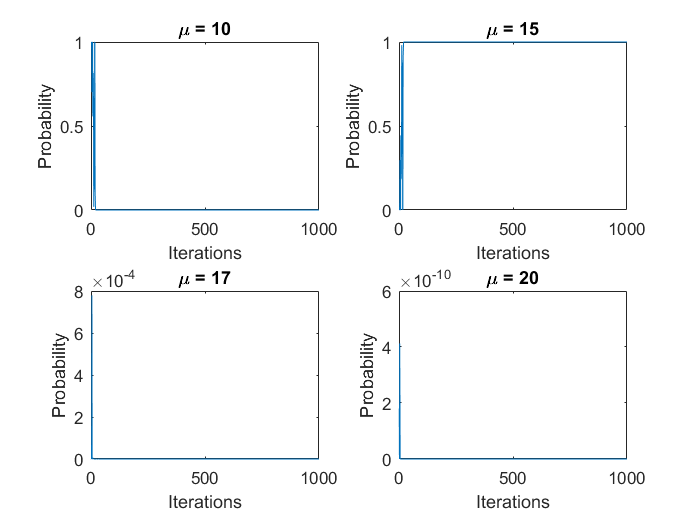 μ = 10
1
0.5
0
Probability
0
500
1000
Iterations
μ = 15
1
0.5
0
Probability
0
500
1000
Iterations
×10-4
μ = 17
8
6
4
2
0
Probability
0
500
1000
Iterations
×10-10
μ = 20
6
4
2
0
Probability
0
500
1000
Iterations